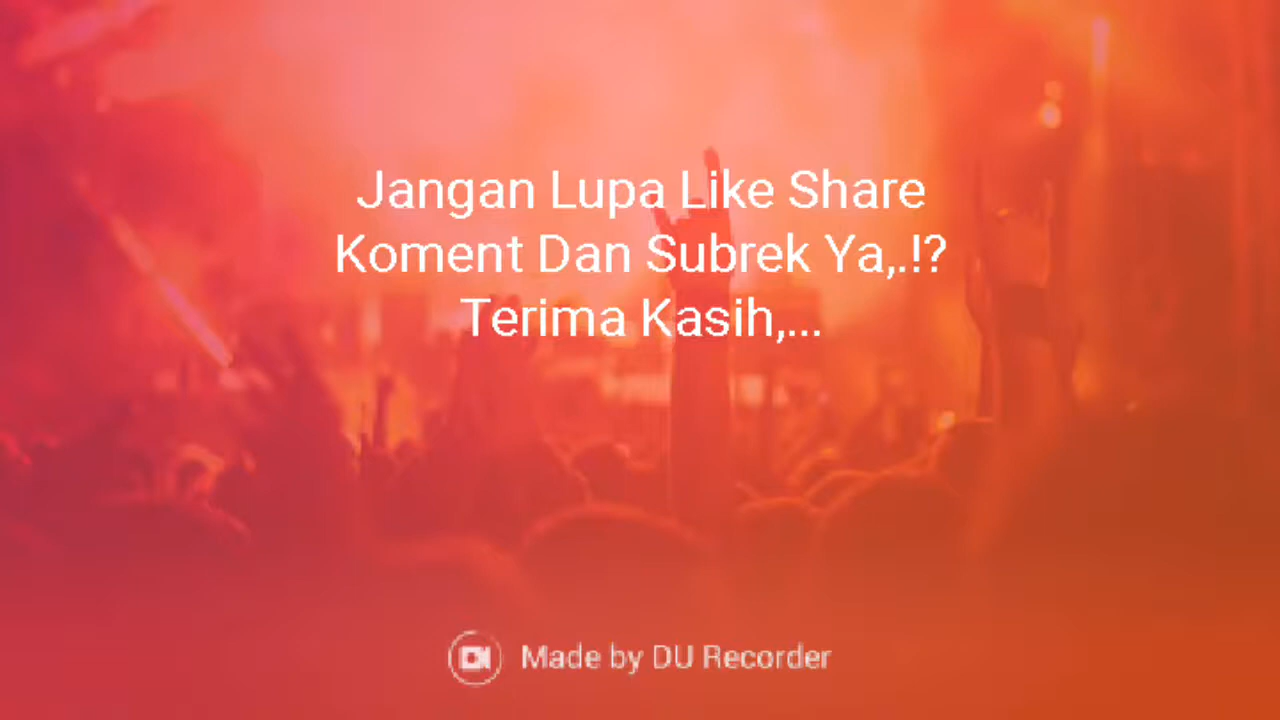 Jangan Lupa Like Share
Koment Dan Subrek Ya,.!?
Terima Kasih,...
Made by DU Recorder